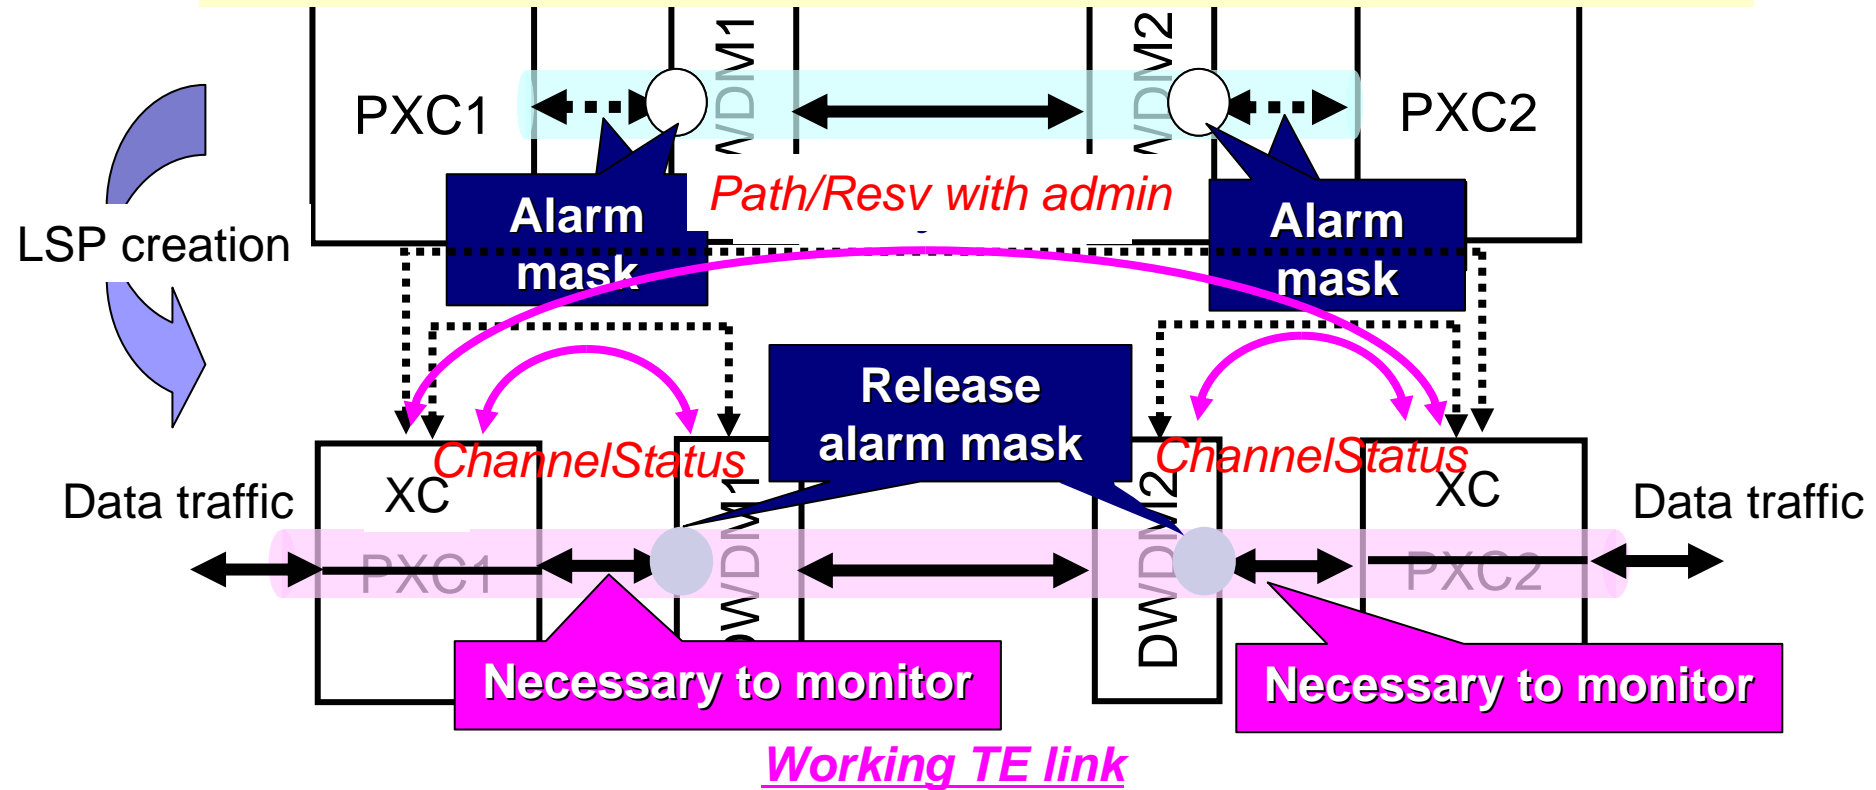 PXC1
WDM1
WDM2
PXC2
Path/Resv with admin
Alarm
mask
Alarm
mask
LSP creation
Release
alarm mask
ChannelStatus
ChannelStatus
Data traffic
XC
PXC1
DWDM1
DWDM2
XC
PXC2
Data traffic
Necessary to monitor
Necessary to monitor
Working TE link